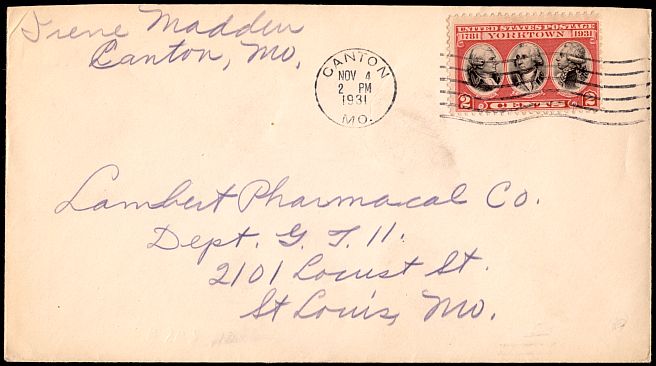 Irene Madden
Canton, Mo.
CANTON
NOV 4
2 PM
1931
MO.
UNITED STATES POSTAGE
1781 YORKTOWN 1931
2 CENTS 2
Lambert Pharmacal Co.
Dept. G. T. 11.
2101 Locust St.
St Louis, Mo.